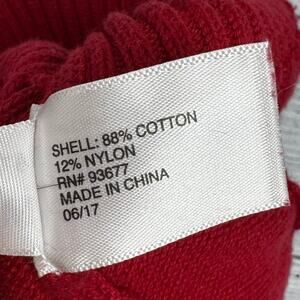 SHELL: 88% COTTON
12% NYLON
RN# 93677
MADE IN CHINA
06/17